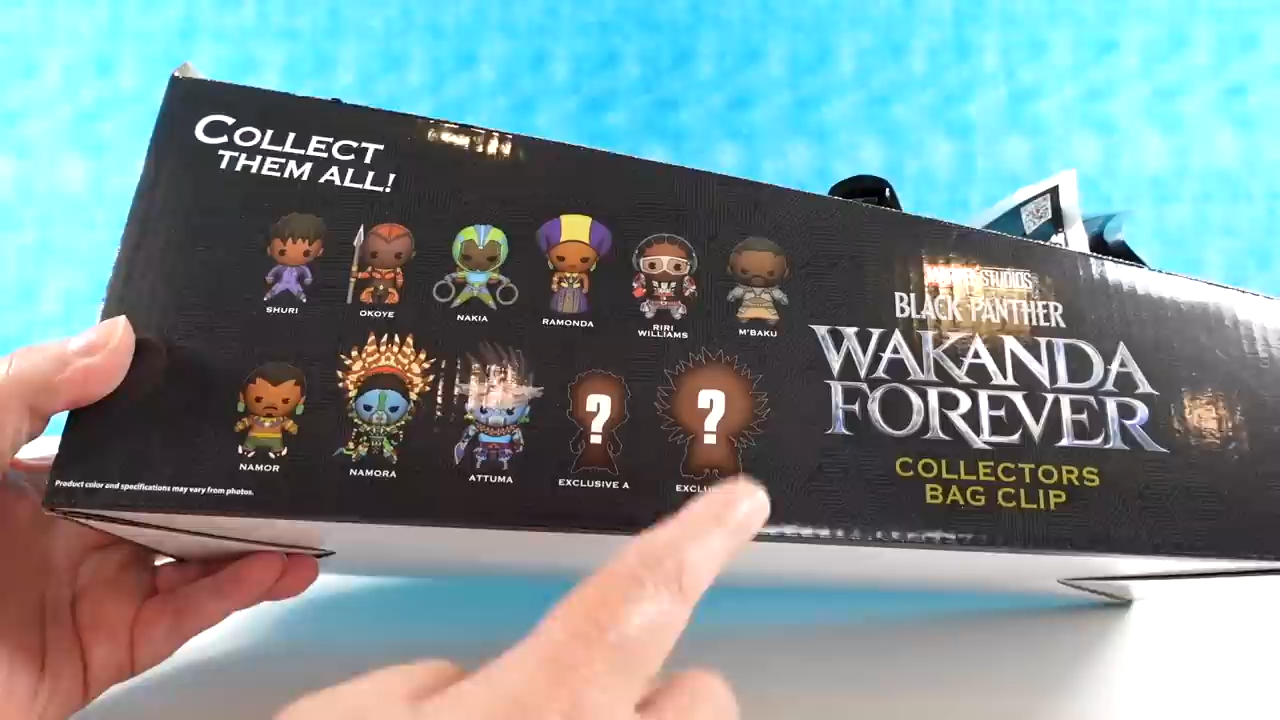 COLLECT
THEM ALL!
SHURI
OKOYE
NAKIA
RAMONDA
RIRI
WILLIAMS
M'BAKU
NAMOR
NAMORA
ATTUMA
?
EXCLUSIVE A
?
Product color and specifications may vary from photos.
MARVEL STUDIOS
BLACK PANTHER
WAKANDA
FOREVER
COLLECTORS
BAG CLIP